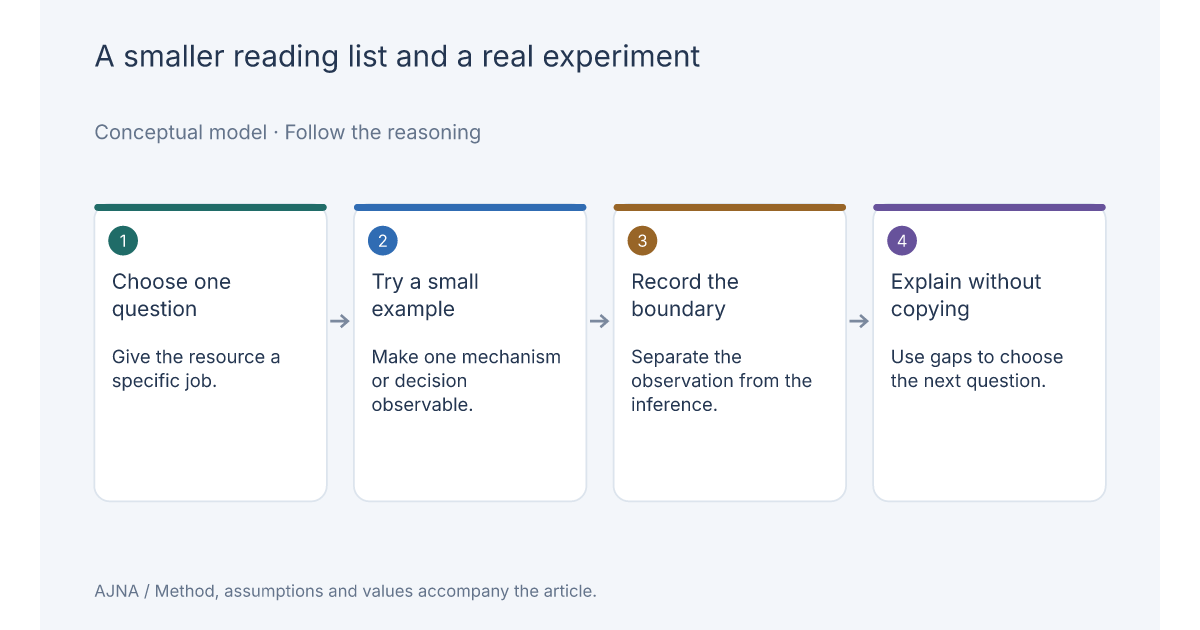 A smaller reading list and a real experiment
Conceptual model · Follow the reasoning
1
Choose one
question
Give the resource a
specific job.
2
Try a small
example
Make one mechanism
or decision
observable.
3
Record the
boundary
Separate the
observation from the
inference.
4
Explain without
copying
Use gaps to choose
the next question.
AJNA / Method, assumptions and values accompany the article.